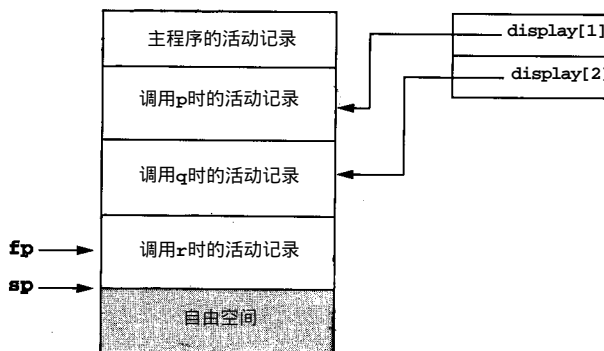 主程序的活动记录
display[1]
display[2]
调用p时的活动记录
调用q时的活动记录
fp
调用r时的活动记录
sp
自由空间